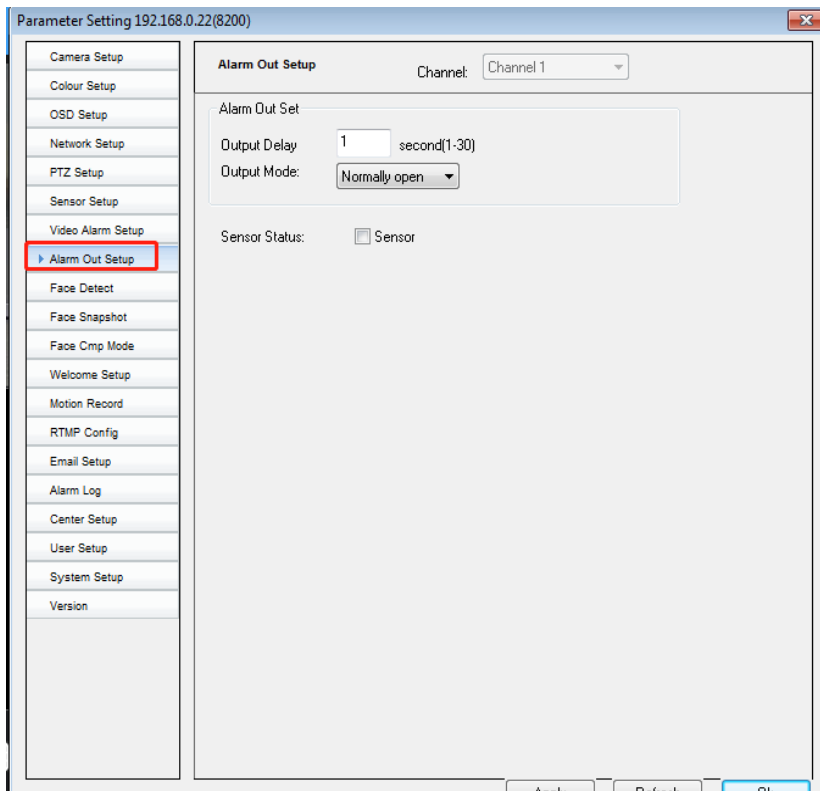 Parameter Setting 192.168.0.22(8200)
Camera Setup
Colour Setup
OSD Setup
Network Setup
PTZ Setup
Sensor Setup
Video Alarm Setup
Alarm Out Setup
Face Detect
Face Snapshot
Face Cmp Mode
Welcome Setup
Motion Record
RTMP Config
Email Setup
Alarm Log
Center Setup
User Setup
System Setup
Version
Alarm Out Setup
Channel: Channel 1
Alarm Out Set
Output Delay 1 second(1-30)
Output Mode: Normally open
Sensor Status: Sensor